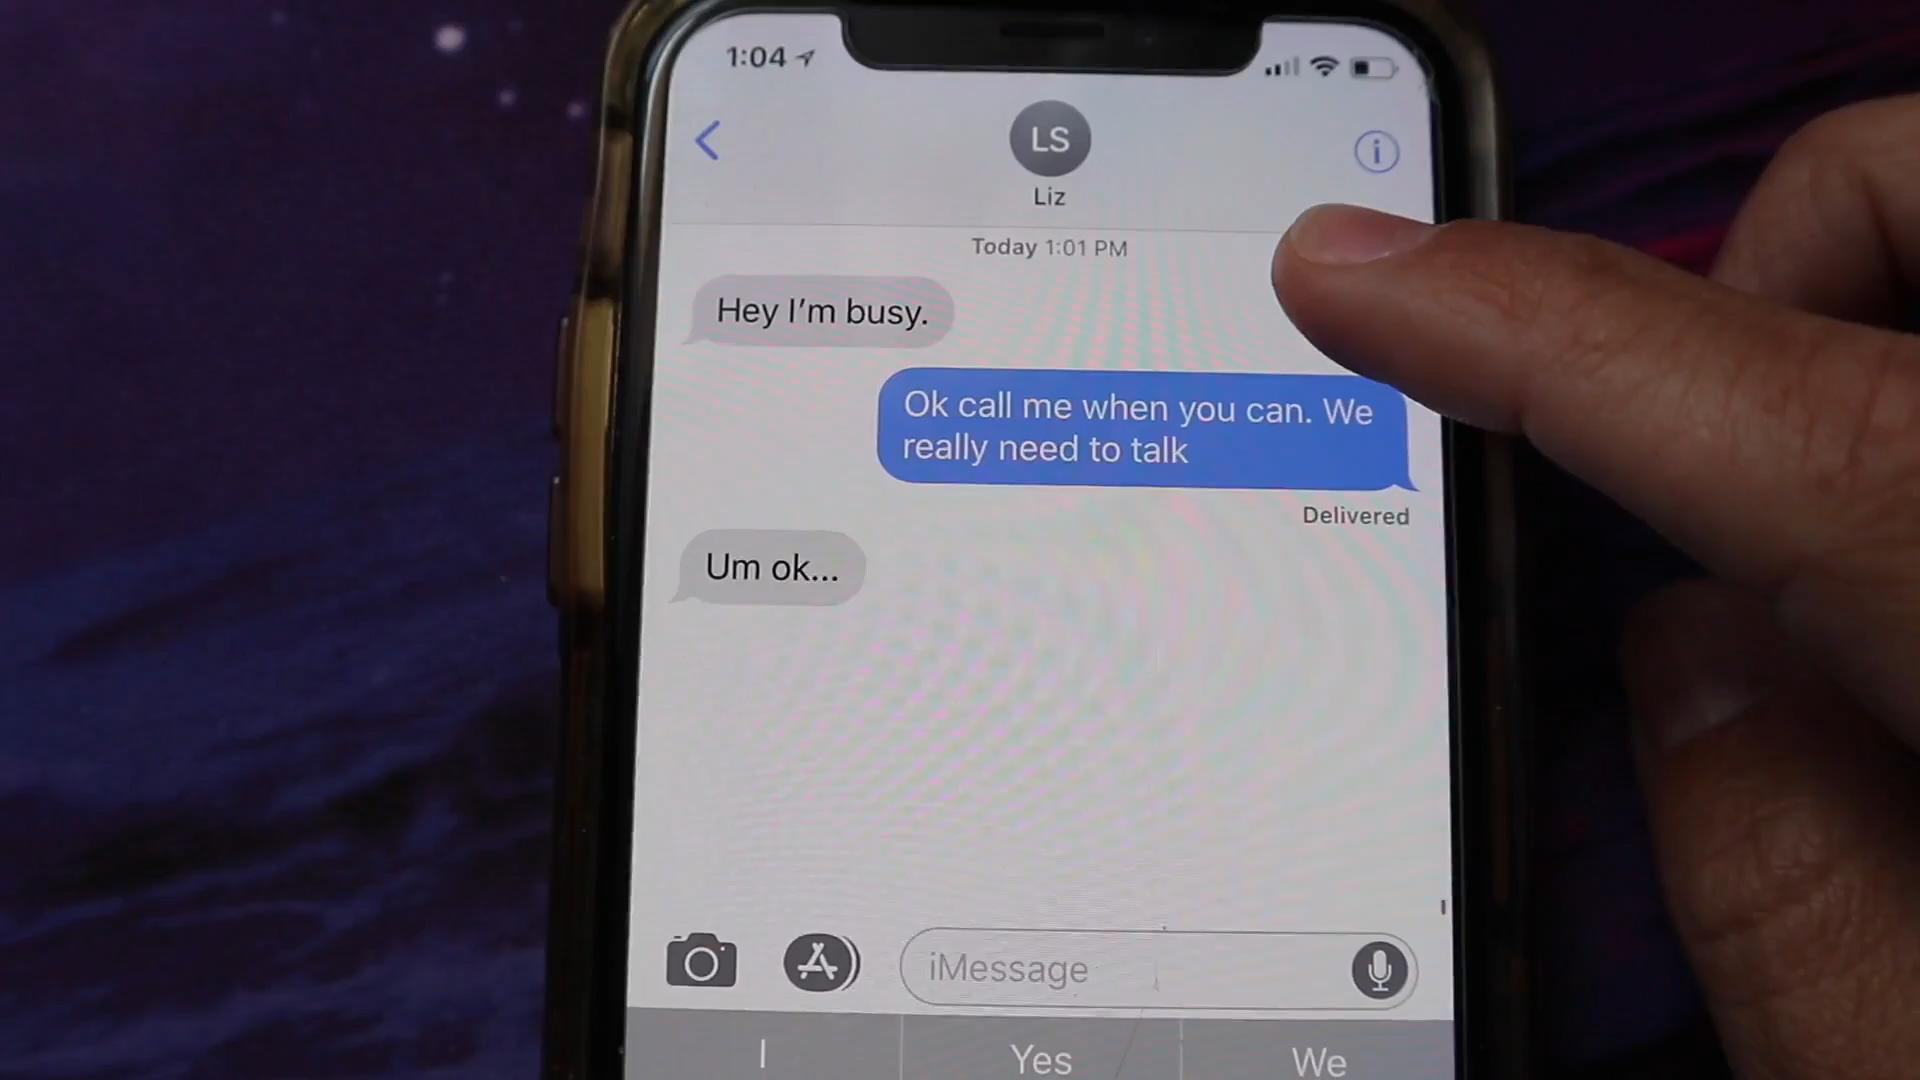 1:04
LS
Liz
Today 1:01 PM
Hey I’m busy.
Ok call me when you can. We
really need to talk
Delivered
Um ok...
iMessage
I Yes We